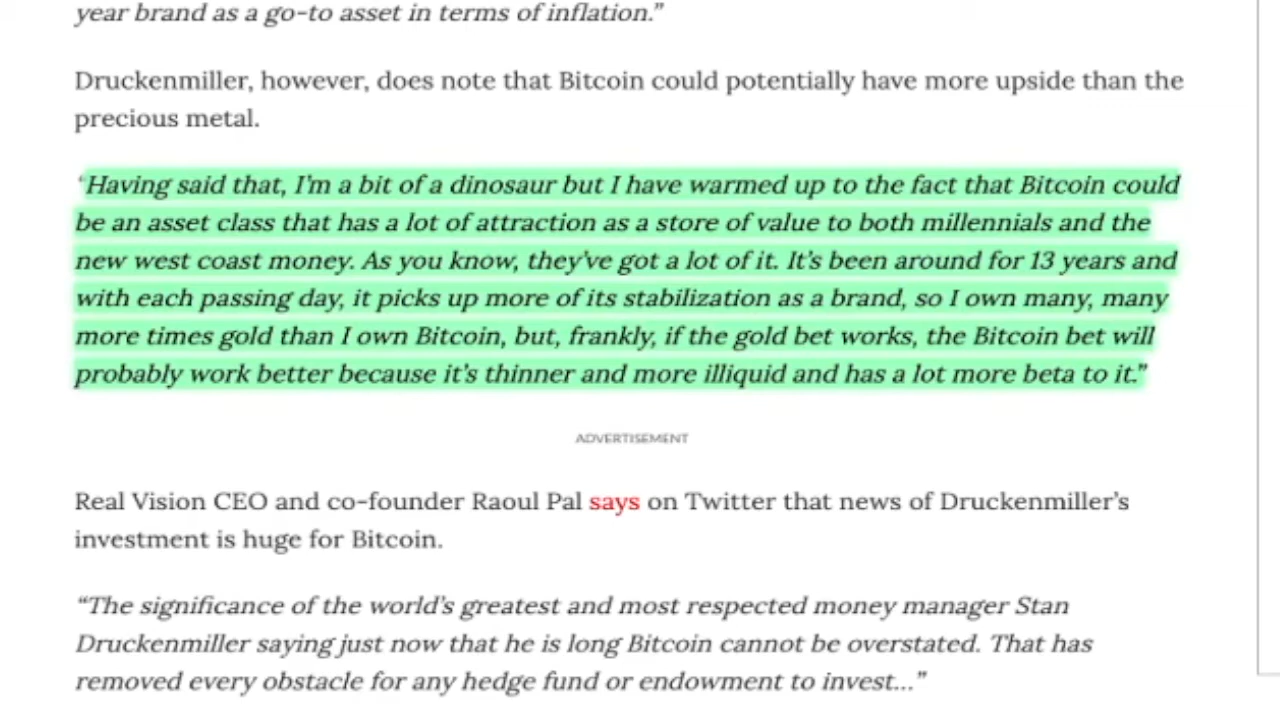 year brand as a go-to asset in terms of inflation.”
Druckenmiller, however, does note that Bitcoin could potentially have more upside than the
precious metal.
“Having said that, I’m a bit of a dinosaur but I have warmed up to the fact that Bitcoin could
be an asset class that has a lot of attraction as a store of value to both millennials and the
new west coast money. As you know, they’ve got a lot of it. It’s been around for 13 years and
with each passing day, it picks up more of its stabilization as a brand, so I own many, many
more times gold than I own Bitcoin, but, frankly, if the gold bet works, the Bitcoin bet will
probably work better because it’s thinner and more illiquid and has a lot more beta to it.”
ADVERTISEMENT
Real Vision CEO and co-founder Raoul Pal says on Twitter that news of Druckenmiller’s
investment is huge for Bitcoin.
“The significance of the world’s greatest and most respected money manager Stan
Druckenmiller saying just now that he is long Bitcoin cannot be overstated. That has
removed every obstacle for any hedge fund or endowment to invest…”